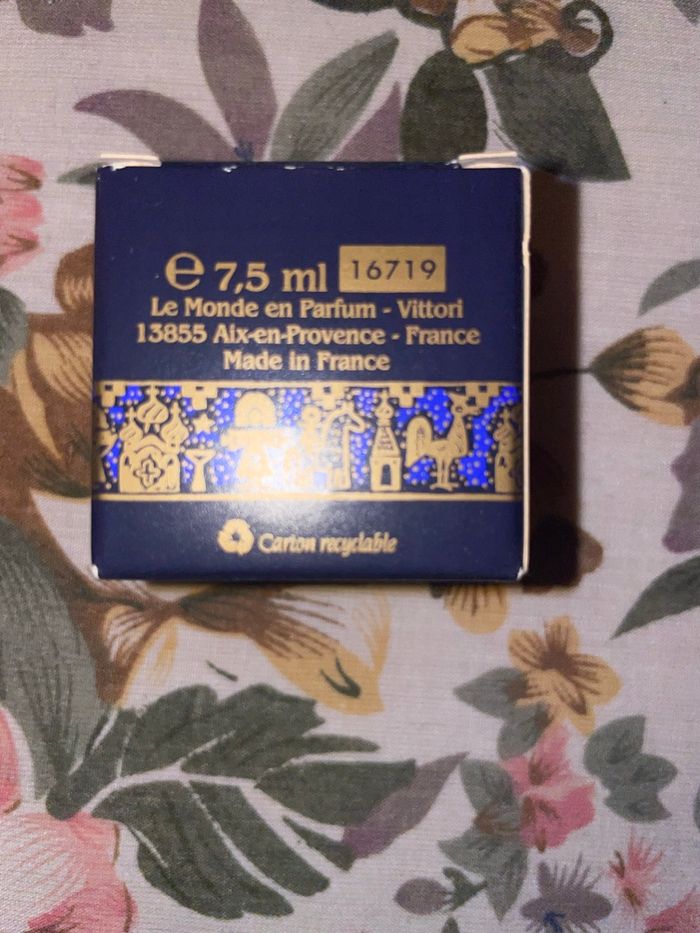 e 7,5 ml 16719
Le Monde en Parfum - Vittori
13855 Aix-en-Provence - France
Made in France
Carton recyclable